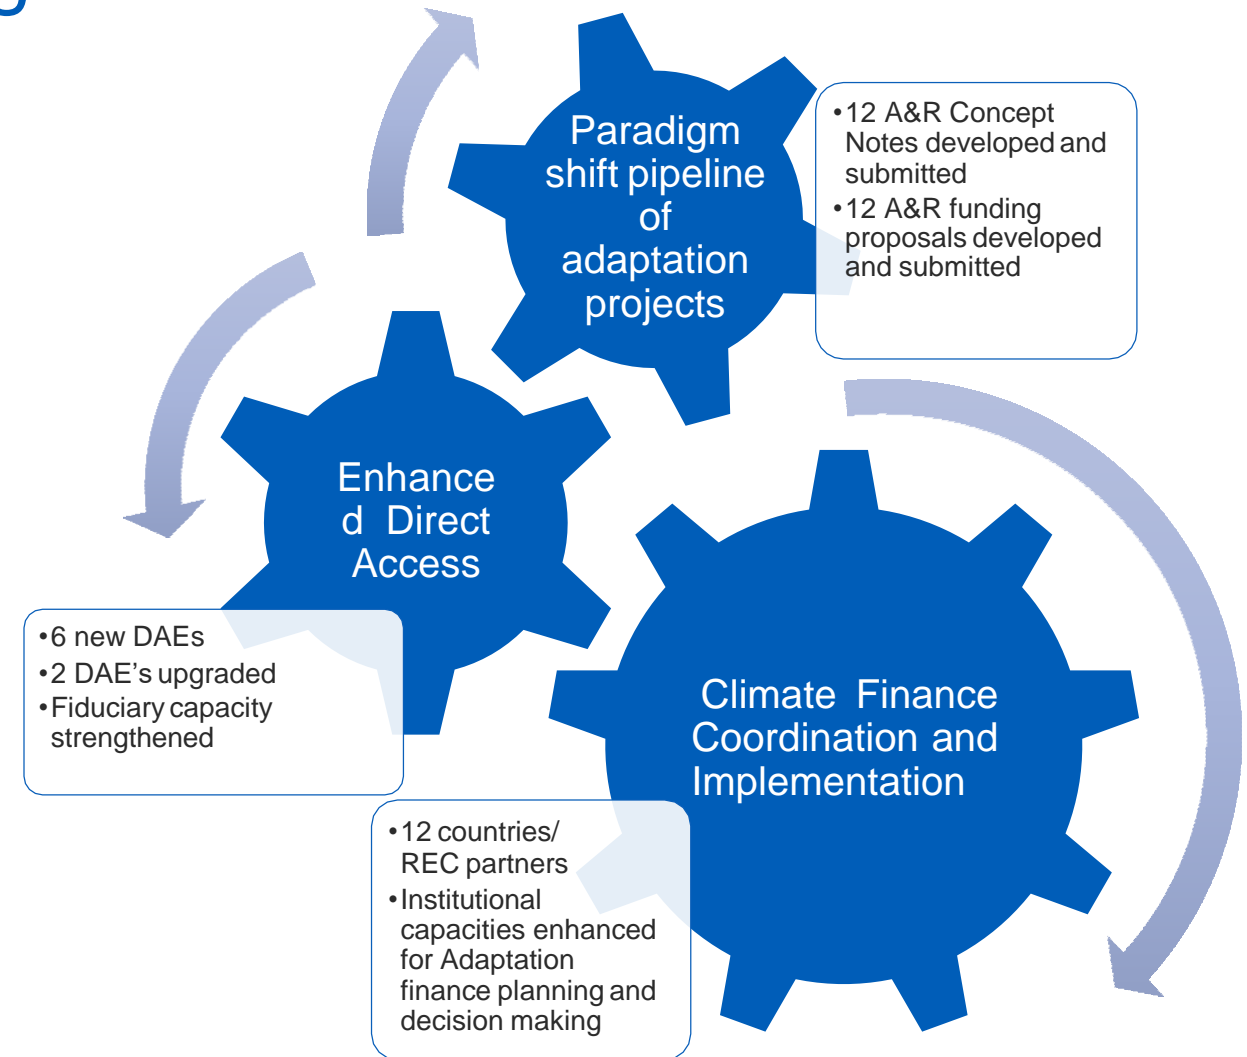 Paradigm
shift pipeline
of
adaptation
projects
•12 A&R Concept
Notes developed and
submitted
•12 A&R funding
proposals developed
and submitted
Enhance
d Direct
Access
•6 new DAEs
•2 DAE's upgraded
•Fiduciary capacity
strengthened
Climate Finance
Coordination and
Implementation
•12 countries/
REC partners
•Institutional
capacities enhanced
for Adaptation
finance planning and
decision making